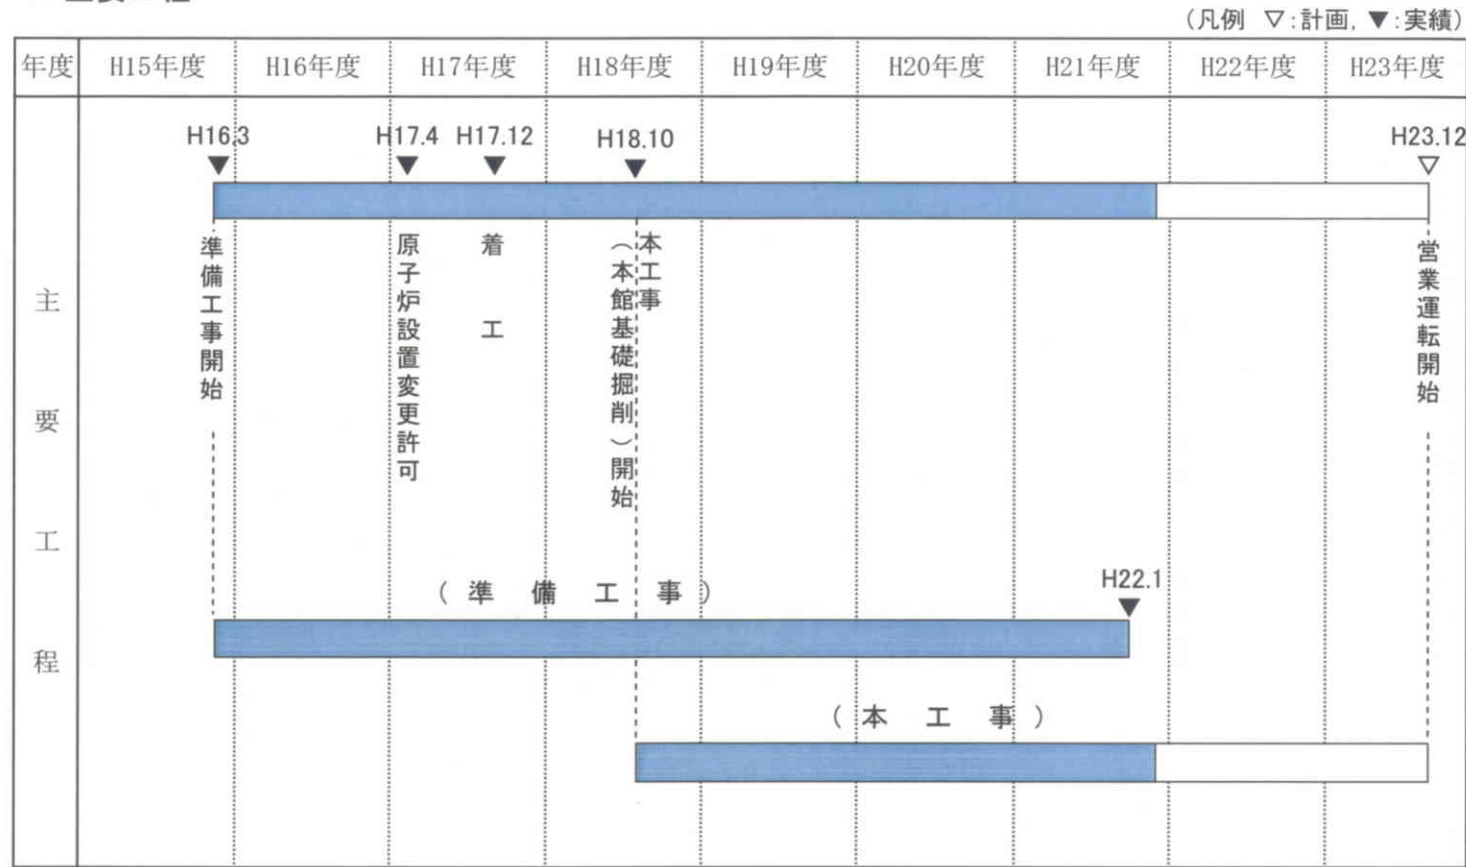 (凡例 ▽:計画, ▼:実績)
年度 H15年度 H16年度 H17年度 H18年度 H19年度 H20年度 H21年度 H22年度 H23年度
主要工程
H16.3 H17.4 H17.12 H18.10 H23.12
▼ ▼ ▼ ▼ ▽
準備工事開始
原子炉設置変更許可
着工
本工事
(本館基礎掘削)開始
営業運転開始
(準備工事)
H22.1
▼
(本工事)